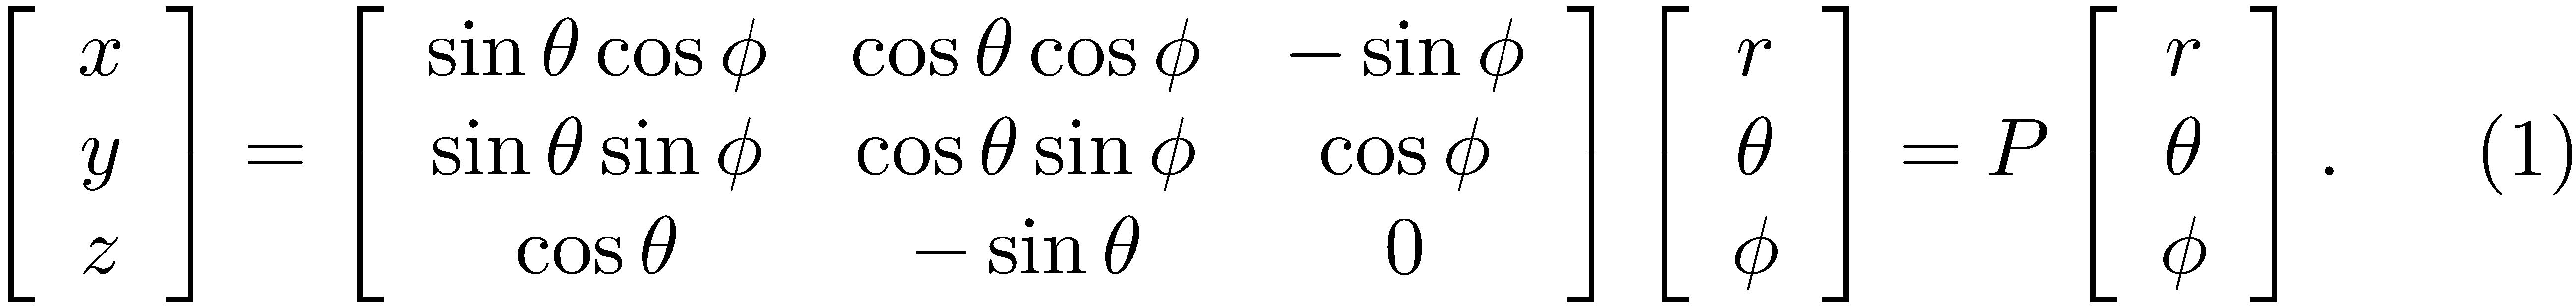 [ x ] = [ sin θ cos ϕ cos θ cos ϕ − sin ϕ ] [ r ] = P [ r ] . (1)
[ y ] [ sin θ sin ϕ cos θ sin ϕ cos ϕ ] [ θ ] [ θ ]
[ z ] [ cos θ − sin θ 0 ] [ ϕ ] [ ϕ ]